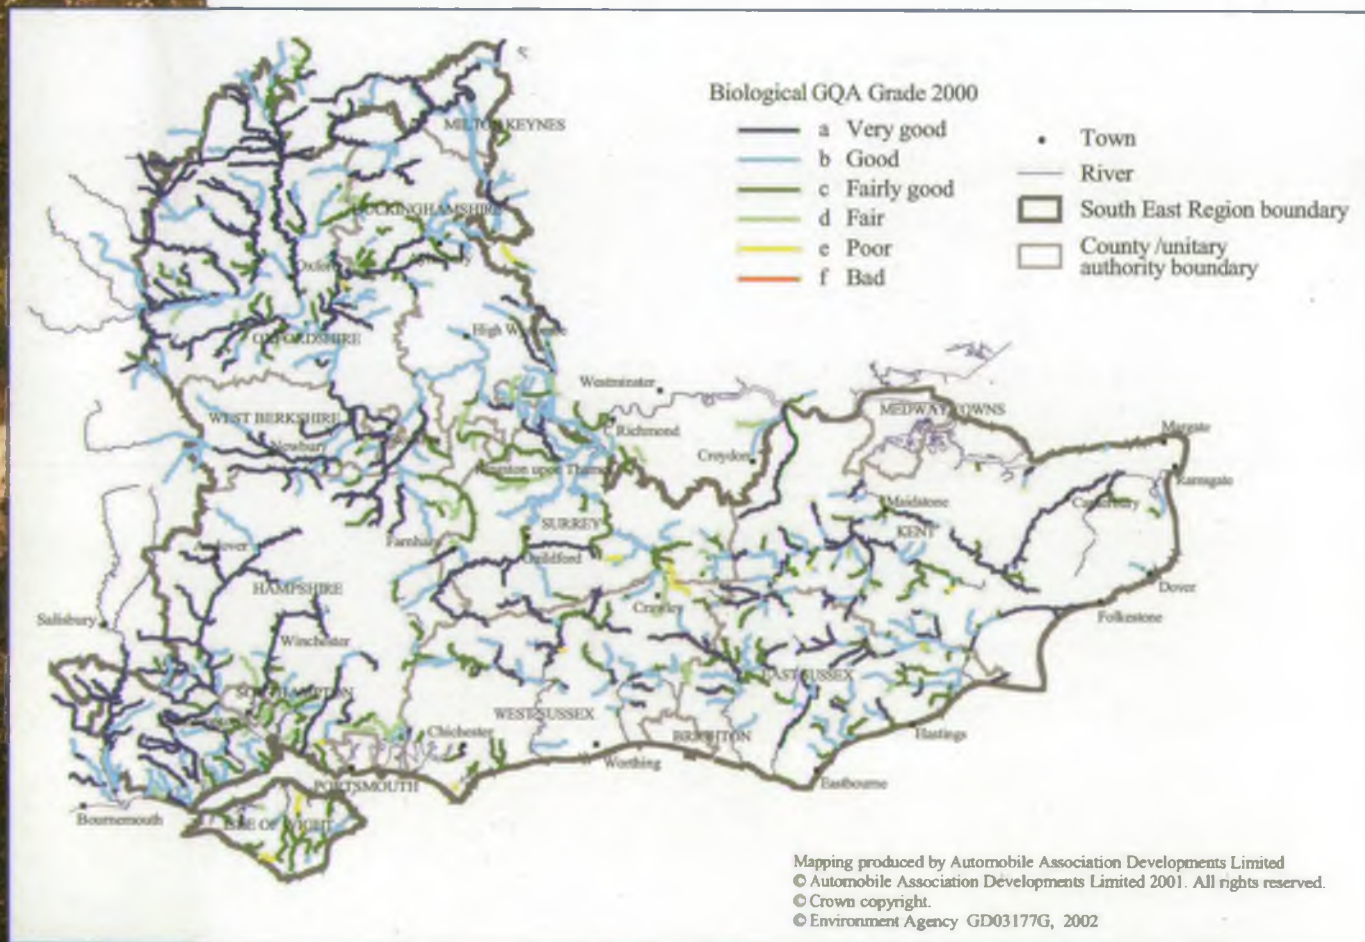 Biological GQA Grade 2000
a Very good
b Good
c Fairly good
d Fair
e Poor
f Bad
Town
River
South East Region boundary
County /unitary
authority boundary
MILTON KEYNES
BUCKINGHAMSHIRE
Oxford
OXFORDSHIRE
High Wycombe
Westminster
WEST BERKSHIRE
Newbury
Richmond
Kingston upon Thames
Croydon
MEDWAY TOWNS
Margate
Ramsgate
Canterbury
Maidstone
KENT
Dover
Folkestone
SURREY
Guildford
Farnham
Andover
HAMPSHIRE
Crawley
Salisbury
Winchester
SOUTHAMPTON
EAST SUSSEX
WEST SUSSEX
Chichester
BRIGHTON
Hastings
Worthing
Eastbourne
PORTSMOUTH
Bournemouth
ISLE OF WIGHT
Mapping produced by Automobile Association Developments Limited
© Automobile Association Developments Limited 2001. All rights reserved.
© Crown copyright.
© Environment Agency GD03177G, 2002